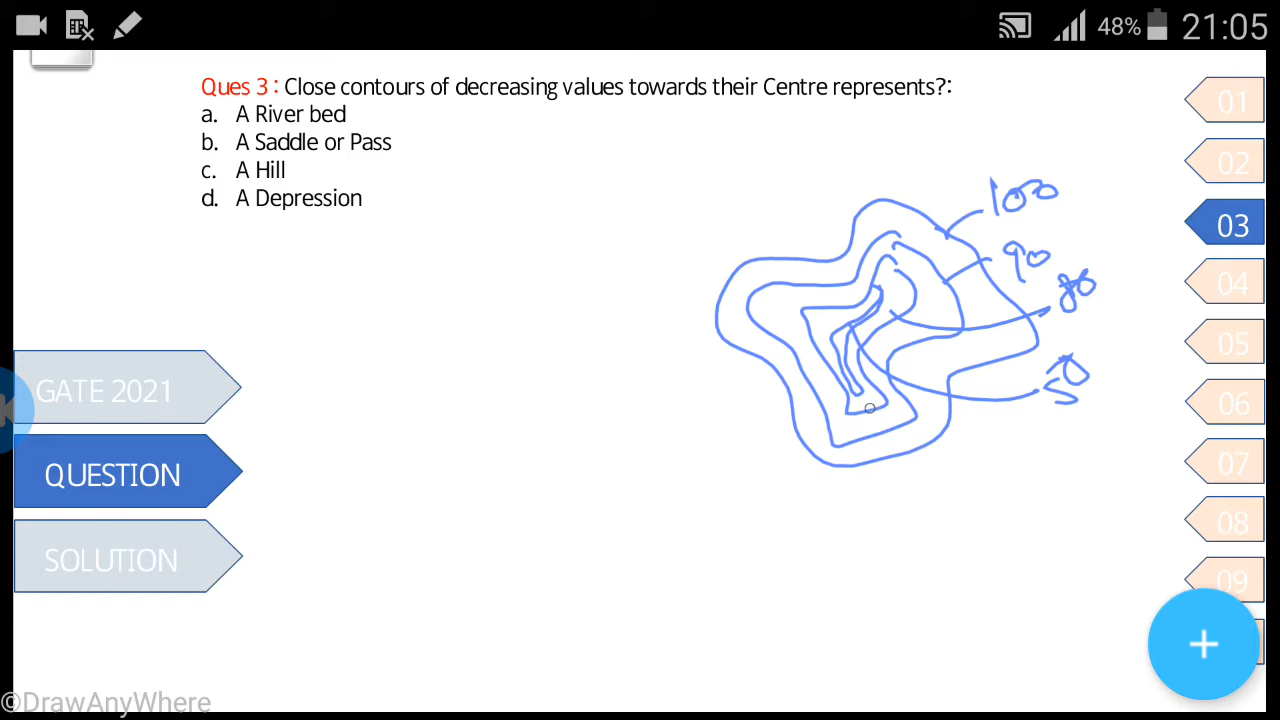 48% 21:05
Ques 3 : Close contours of decreasing values towards their Centre represents?:
a. A River bed
b. A Saddle or Pass
c. A Hill
d. A Depression
100
90
80
50
GATE 2021
QUESTION
SOLUTION
01
02
03
04
05
06
07
08
09
+
©DrawAnyWhere